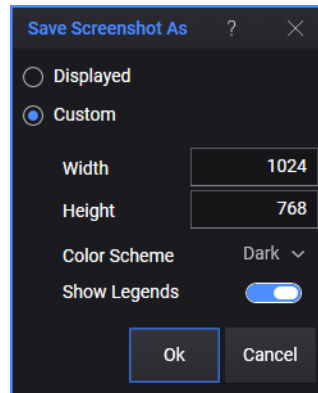 Save Screenshot As ?
Displayed
Custom
Width 1024
Height 768
Color Scheme Dark
Show Legends
Ok Cancel